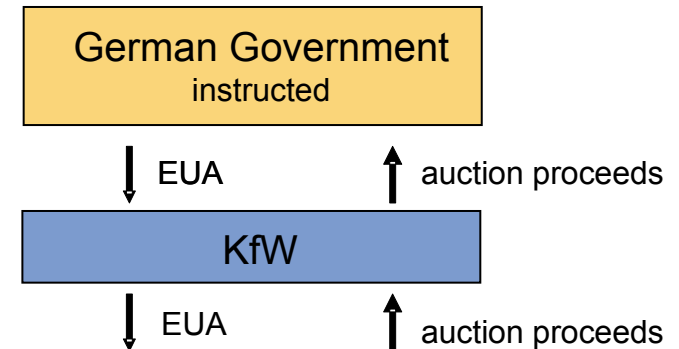 German Government
instructed
EUA
auction proceeds
KfW
EUA
auction proceeds